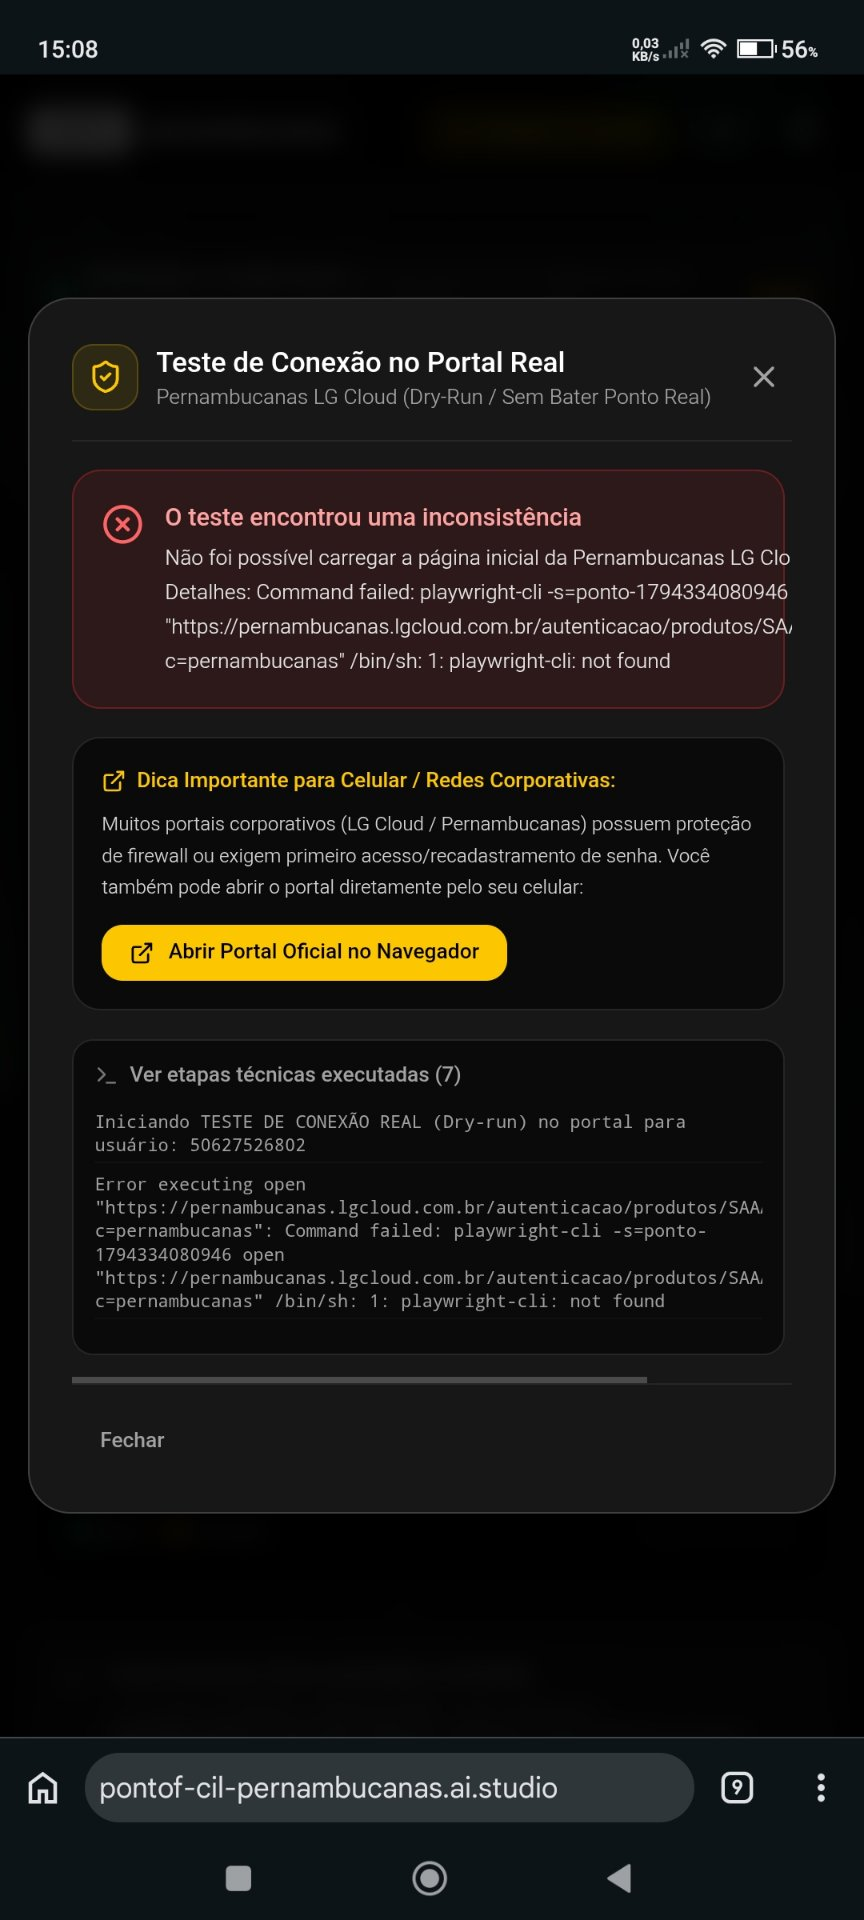 15:08
0,03
KB/s
56%
Teste de Conexão no Portal Real
Pernambucanas LG Cloud (Dry-Run / Sem Bater Ponto Real)
O teste encontrou uma inconsistência
Não foi possível carregar a página inicial da Pernambucanas LG Clo
Detalhes: Command failed: playwright-cli -s=ponto-1794334080946
"https://pernambucanas.lgcloud.com.br/autenticacao/produtos/SAA
c=pernambucanas" /bin/sh: 1: playwright-cli: not found
Dica Importante para Celular / Redes Corporativas:
Muitos portais corporativos (LG Cloud / Pernambucanas) possuem proteção
de firewall ou exigem primeiro acesso/recadastramento de senha. Você
também pode abrir o portal diretamente pelo seu celular:
Abrir Portal Oficial no Navegador
>_ Ver etapas técnicas executadas (7)
Iniciando TESTE DE CONEXÃO REAL (Dry-run) no portal para
usuário: 50627526802
Error executing open
"https://pernambucanas.lgcloud.com.br/autenticacao/produtos/SAA
c=pernambucanas": Command failed: playwright-cli -s=ponto-
1794334080946 open
"https://pernambucanas.lgcloud.com.br/autenticacao/produtos/SAA
c=pernambucanas" /bin/sh: 1: playwright-cli: not found
Fechar
pontof-cil-pernambucanas.ai.studio
9